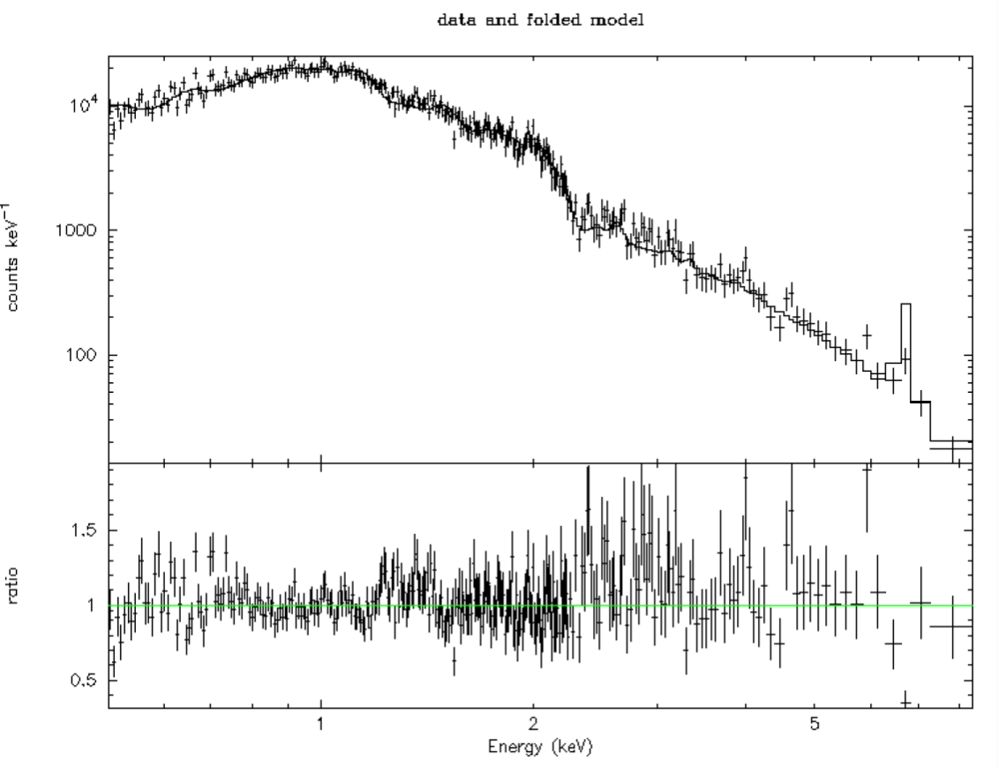 data and folded model
10⁴
1000
100
counts keV⁻¹
1.5
1
0.5
ratio
1 2 5
Energy (keV)